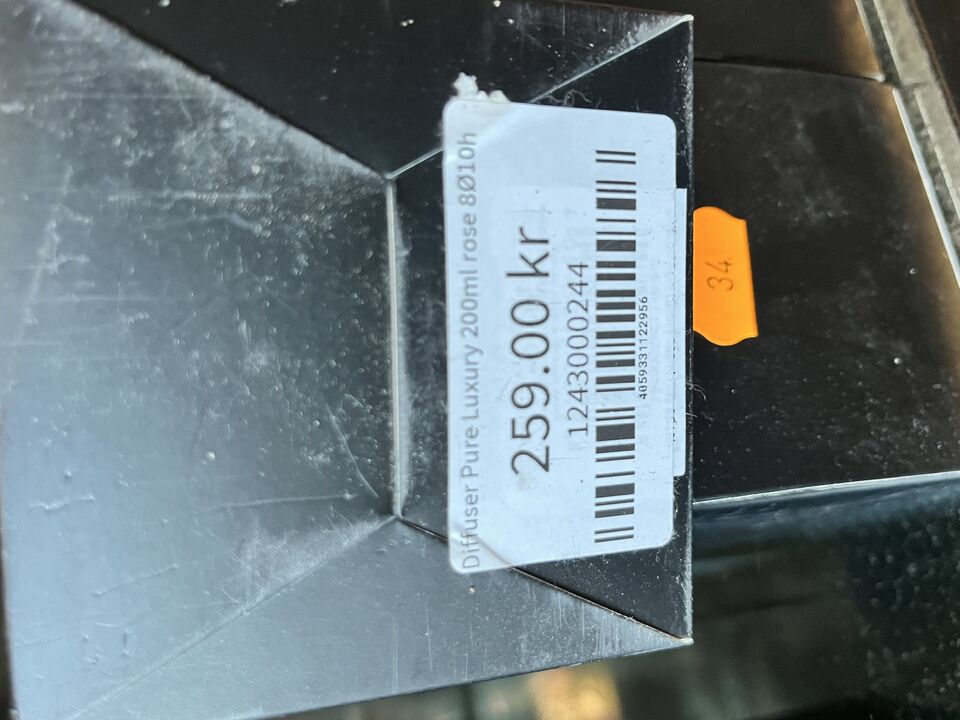 Diffuser Pure Luxury 200ml rose 8Ø10h
259.00 kr
1243000244
4059331122956
34.